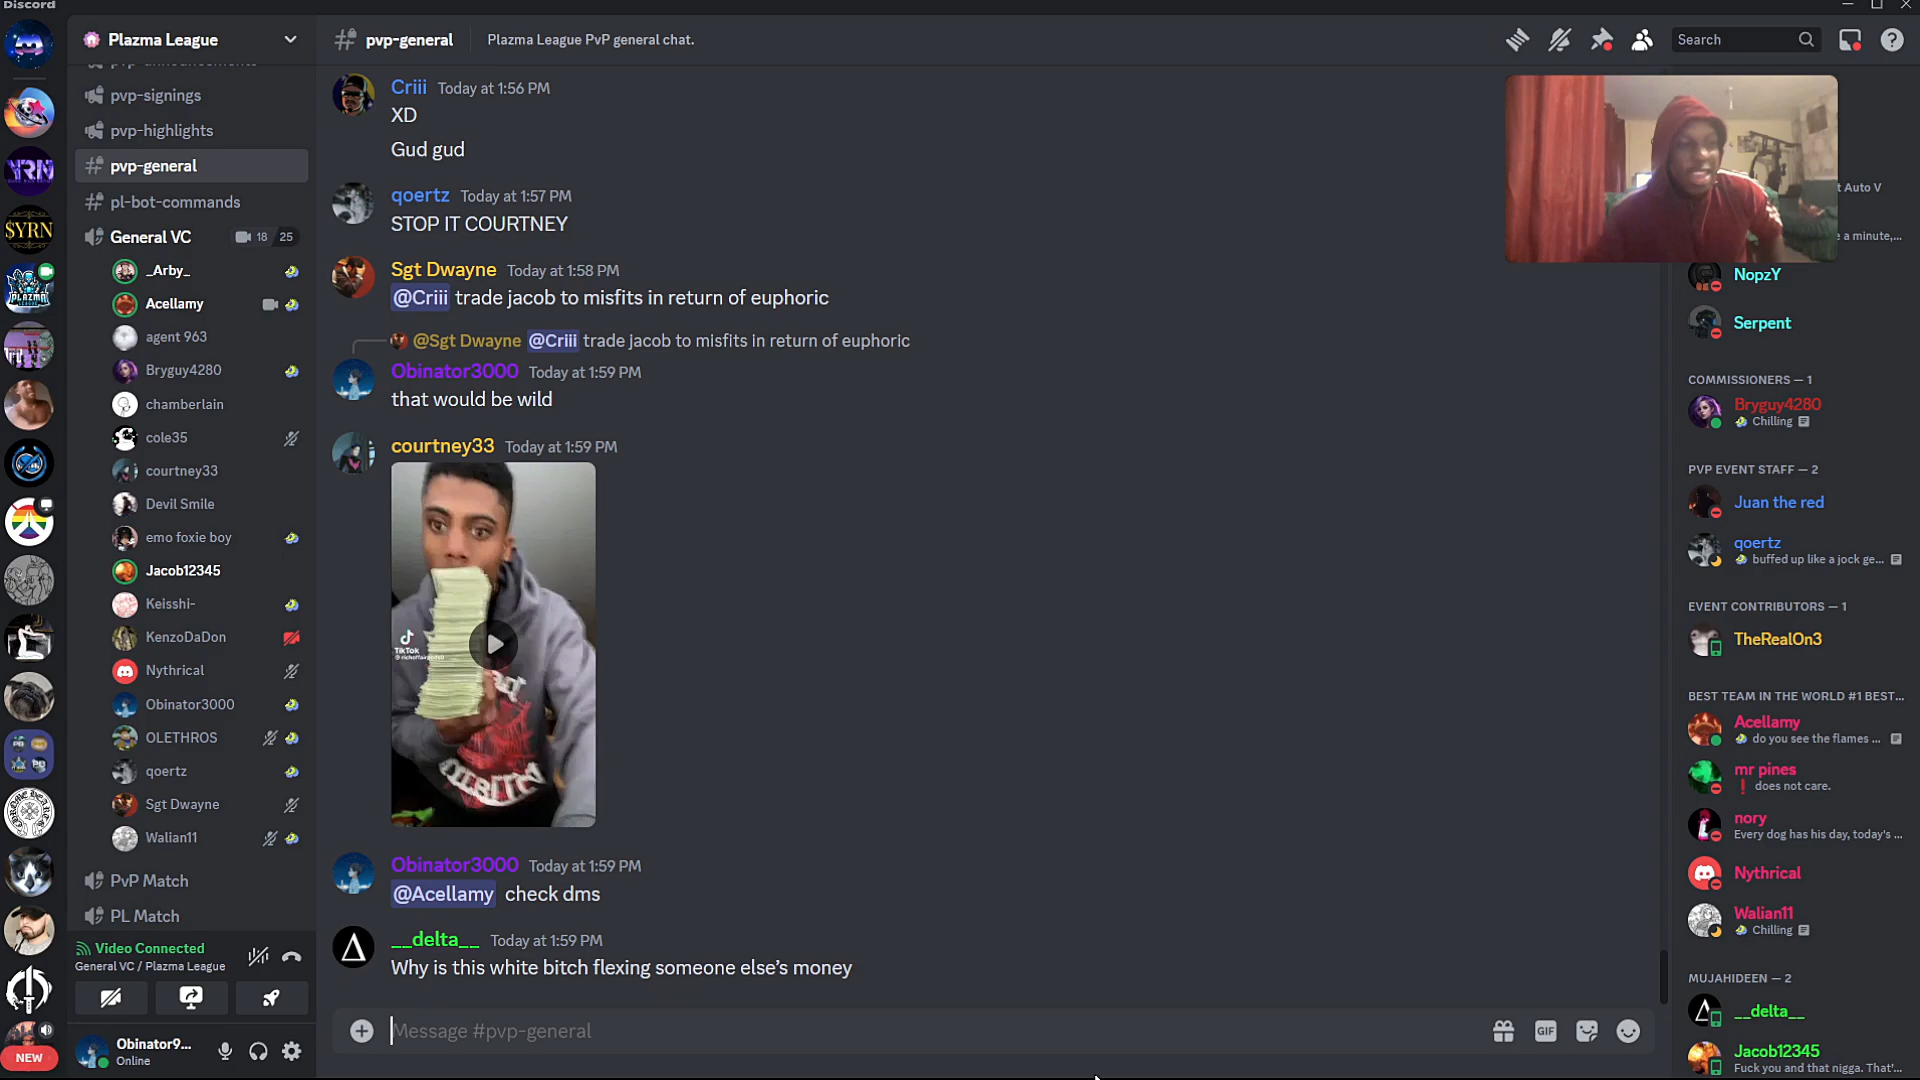 Discord
Plazma League
pvp-announcements
pvp-signings
pvp-highlights
pvp-general
pl-bot-commands
General VC 18 25
_Arby_
Acellamy
agent 963
Bryguy4280
chamberlain
cole35
courtney33
Devil Smile
emo foxie boy
Jacob12345
Keisshi-
KenzoDaDon
Nythrical
Obinator3000
OLETHROS
qoertz
Sgt Dwayne
Walian11
PvP Match
PL Match
Video Connected
General VC / Plazma League
Obinator9...
Online
YRN
$YRN
PLAZMA
NEW
pvp-general
Plazma League PvP general chat.
Search
Criii Today at 1:56 PM
XD
Gud gud
qoertz Today at 1:57 PM
STOP IT COURTNEY
Sgt Dwayne Today at 1:58 PM
@Criii trade jacob to misfits in return of euphoric
@Sgt Dwayne @Criii trade jacob to misfits in return of euphoric
Obinator3000 Today at 1:59 PM
that would be wild
courtney33 Today at 1:59 PM
TikTok
Obinator3000 Today at 1:59 PM
@Acellamy check dms
__delta__ Today at 1:59 PM
Why is this white bitch flexing someone else's money
Message #pvp-general
GIF
t Auto V
e a minute,...
NopzY
Serpent
COMMISSIONERS — 1
Bryguy4280
Chilling
PVP EVENT STAFF — 2
Juan the red
qoertz
buffed up like a jock ge...
EVENT CONTRIBUTORS — 1
TheRealOn3
BEST TEAM IN THE WORLD #1 BEST...
Acellamy
do you see the flames ...
mr pines
❗ does not care.
nory
Every dog has his day, today's ...
Nythrical
Walian11
Chilling
MUJAHIDEEN — 2
__delta__
Jacob12345
Fuck you and that nigga. That'...